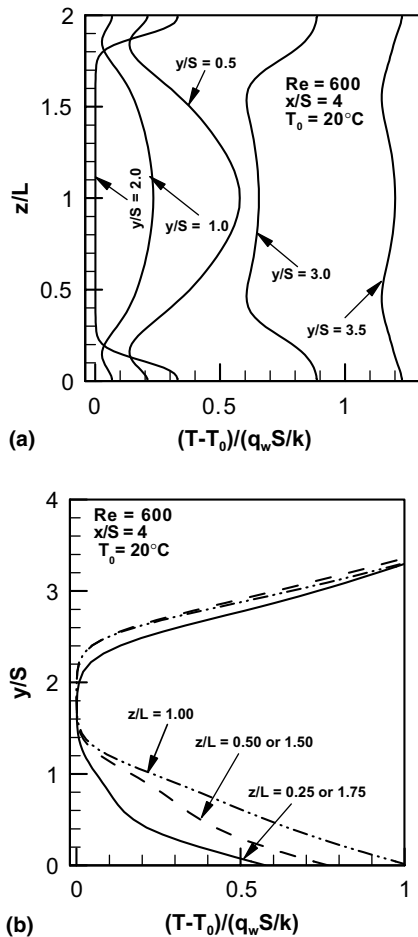 2
1.5
1
0.5
0
z/L
y/S = 0.5
Re = 600
x/S = 4
T0 = 20°C
y/S = 2.0
y/S = 1.0
y/S = 3.0
y/S = 3.5
0
0.5
1
(a)
(T-T0)/(qwS/k)
4
3
2
1
0
y/S
Re = 600
x/S = 4
T0 = 20°C
z/L = 1.00
z/L = 0.50 or 1.50
z/L = 0.25 or 1.75
0
0.5
1
(b)
(T-T0)/(qwS/k)